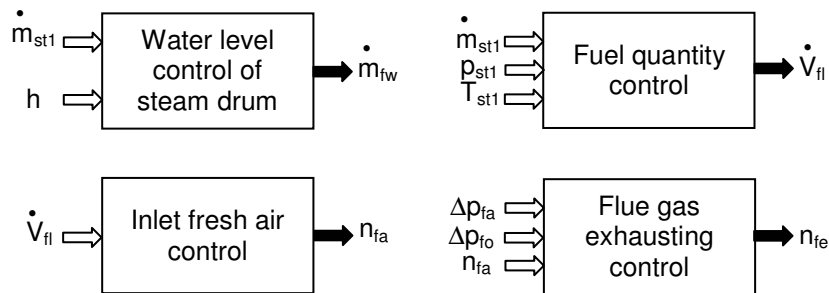 ṁst1
h
Water level
control of
steam drum
ṁfw
ṁst1
pst1
Tst1
Fuel quantity
control
V̇fl
V̇fl
Inlet fresh air
control
nfa
Δpfa
Δpfo
nfa
Flue gas
exhausting
control
nfe